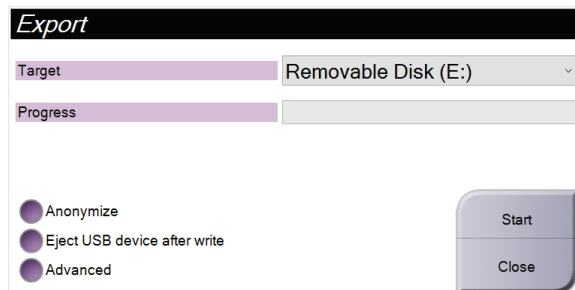 Export
Target
Removable Disk (E:)
Progress
Anonymize
Eject USB device after write
Advanced
Start
Close